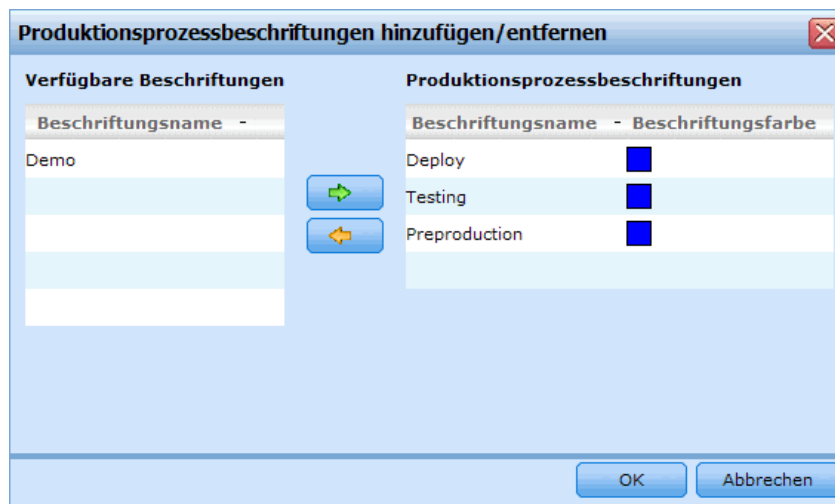 Produktionsprozessbeschriftungen hinzufügen/entfernen
Verfügbare Beschriftungen
Produktionsprozessbeschriftungen
Beschriftungsname -
Beschriftungsname - Beschriftungsfarbe
Demo
Deploy
Testing
Preproduction
OK
Abbrechen